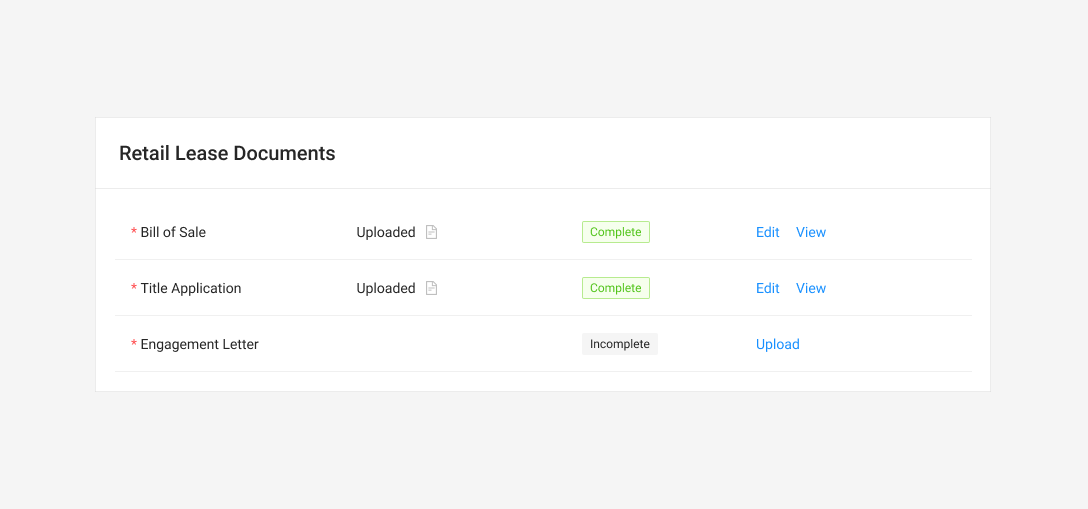 Retail Lease Documents
* Bill of Sale Uploaded Complete Edit View
* Title Application Uploaded Complete Edit View
* Engagement Letter Incomplete Upload